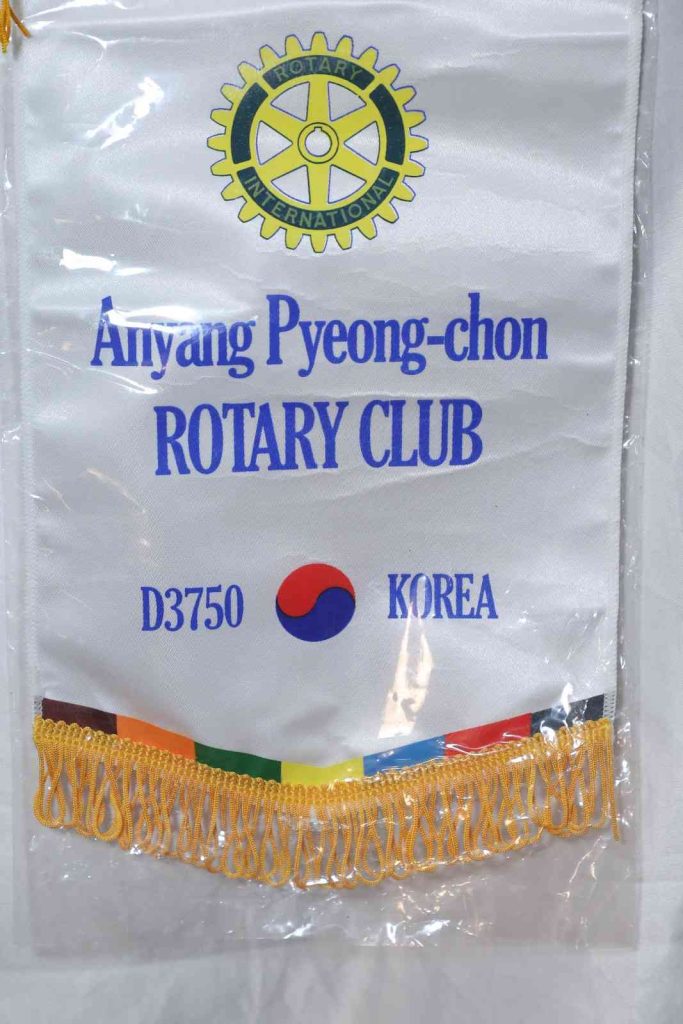 ROTARY
INTERNATIONAL
Anyang Pyeong-chon
ROTARY CLUB
D3750 KOREA